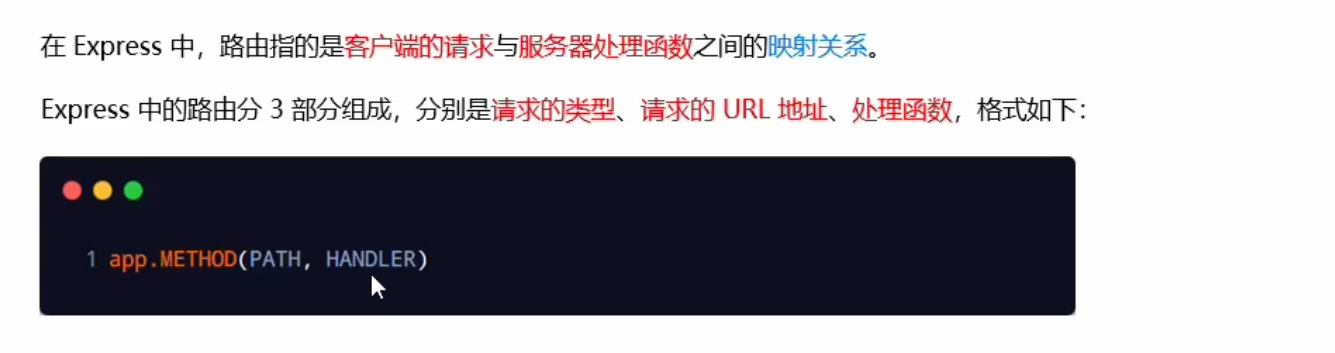 在 Express 中，路由指的是客户端的请求与服务器处理函数之间的映射关系。
Express 中的路由分 3 部分组成，分别是请求的类型、请求的 URL 地址、处理函数，格式如下：
1 app.METHOD(PATH, HANDLER)